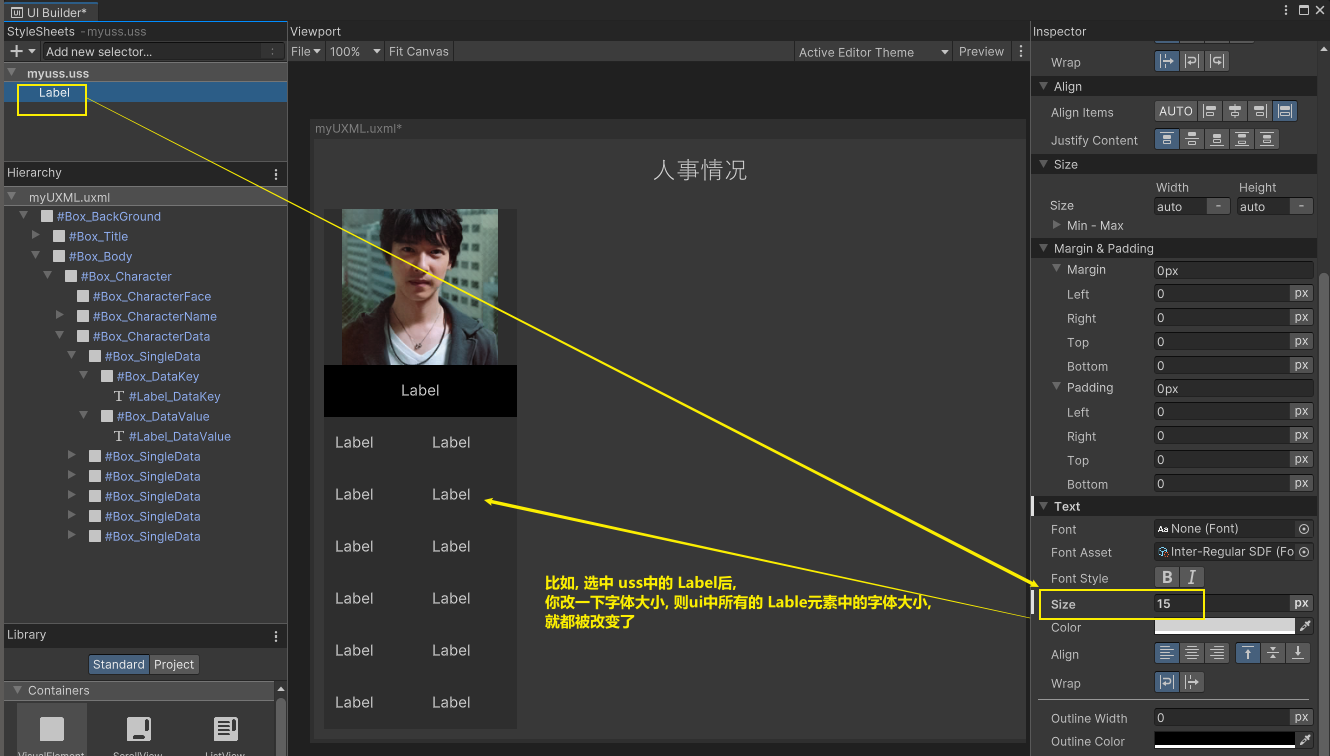 UI Builder*
StyleSheets - myuss.uss
Add new selector...
myuss.uss
Label
Hierarchy
myUXML.uxml
#Box_BackGround
#Box_Title
#Box_Body
#Box_Character
#Box_CharacterFace
#Box_CharacterName
#Box_CharacterData
#Box_SingleData
#Box_DataKey
T #Label_DataKey
#Box_DataValue
T #Label_DataValue
#Box_SingleData
#Box_SingleData
#Box_SingleData
#Box_SingleData
#Box_SingleData
Library
Standard Project
Containers
VisualElement ScrollView ListView
Viewport
File 100% Fit Canvas Active Editor Theme Preview
myUXML.uxml*
人事情况
Label
Label Label
Label Label
Label Label
Label Label
Label Label
Label Label
比如, 选中 uss中的 Label后,
你改一下字体大小, 则ui中所有的 Lable元素中的字体大小,
就都被改变了
Inspector
Wrap
Align
Align Items AUTO
Justify Content
Size
Width Height
Size auto - auto -
Min - Max
Margin & Padding
Margin 0px
Left 0 px
Right 0 px
Top 0 px
Bottom 0 px
Padding 0px
Left 0 px
Right 0 px
Top 0 px
Bottom 0 px
Text
Font Aa None (Font)
Font Asset Inter-Regular SDF (Fo
Font Style B I
Size 15 px
Color
Align
Wrap
Outline Width 0 px
Outline Color